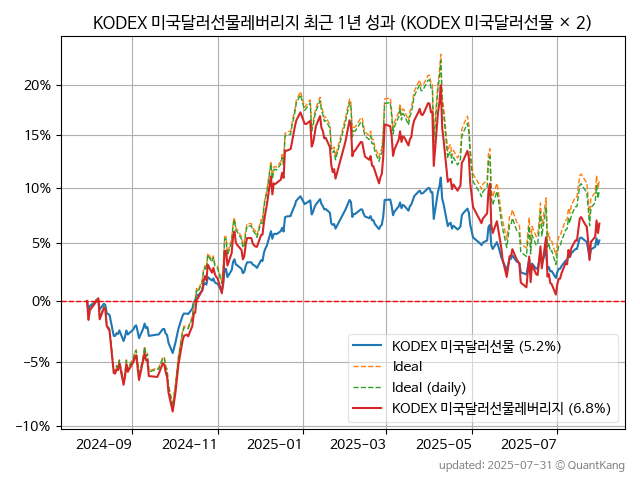 KODEX 미국달러선물레버리지 최근 1년 성과 (KODEX 미국달러선물 × 2)
20%
15%
10%
5%
0%
-5%
-10%
KODEX 미국달러선물 (5.2%)
Ideal
Ideal (daily)
KODEX 미국달러선물레버리지 (6.8%)
2024-09
2024-11
2025-01
2025-03
2025-05
2025-07
updated: 2025-07-31 © QuantKang